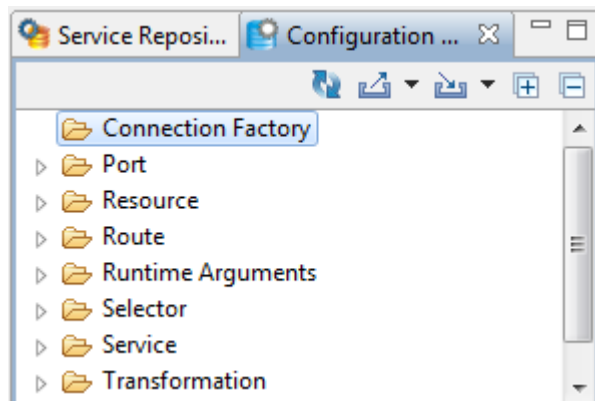 Service Reposi... Configuration ...
Connection Factory
Port
Resource
Route
Runtime Arguments
Selector
Service
Transformation